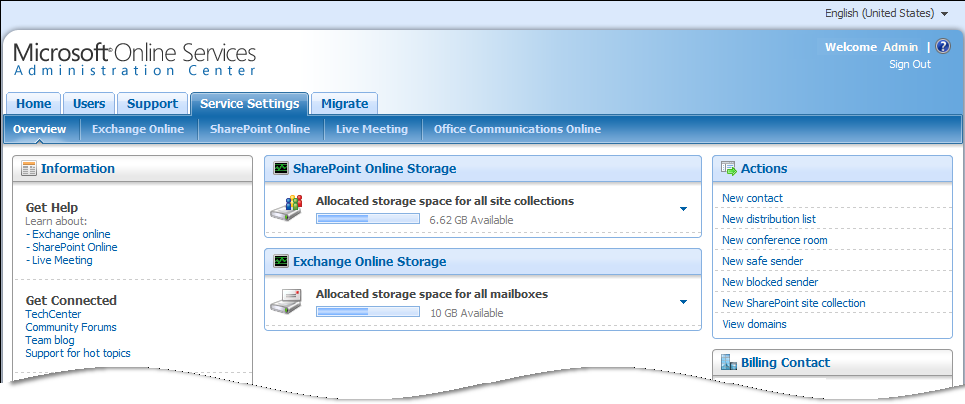 English (United States)
Microsoft® Online Services
Administration Center
Welcome Admin | ?
Sign Out
Home Users Support Service Settings Migrate
Overview Exchange Online SharePoint Online Live Meeting Office Communications Online
Information
Get Help
Learn about:
- Exchange online
- SharePoint Online
- Live Meeting
Get Connected
TechCenter
Community Forums
Team blog
Support for hot topics
SharePoint Online Storage
Allocated storage space for all site collections
6.62 GB Available
Exchange Online Storage
Allocated storage space for all mailboxes
10 GB Available
Actions
New contact
New distribution list
New conference room
New safe sender
New blocked sender
New SharePoint site collection
View domains
Billing Contact